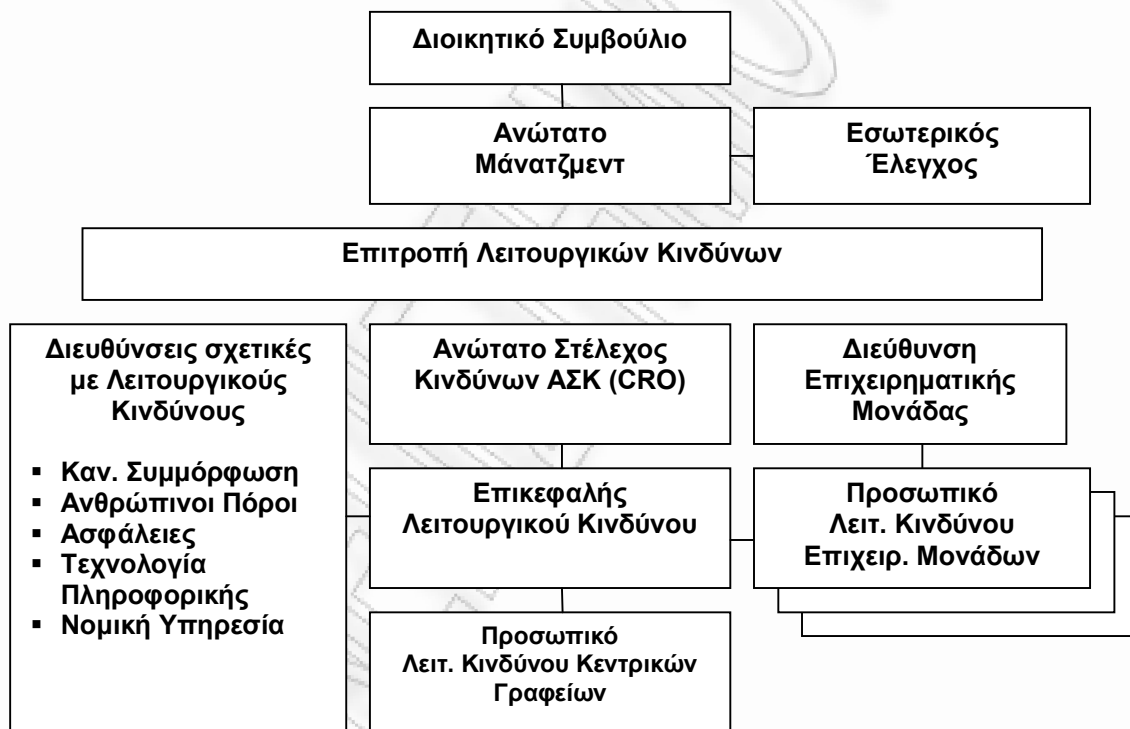 Διοικητικό Συμβούλιο
Ανώτατο
Μάνατζμεντ
Εσωτερικός
Έλεγχος
Επιτροπή Λειτουργικών Κινδύνων
Διευθύνσεις σχετικές
με Λειτουργικούς
Κινδύνους
▪ Καν. Συμμόρφωση
▪ Ανθρώπινοι Πόροι
▪ Ασφάλειες
▪ Τεχνολογία
Πληροφορικής
▪ Νομική Υπηρεσία
Ανώτατο Στέλεχος
Κινδύνων ΑΣΚ (CRO)
Διεύθυνση
Επιχειρηματικής
Μονάδας
Επικεφαλής
Λειτουργικού Κινδύνου
Προσωπικό
Λειτ. Κινδύνου
Επιχειρ. Μονάδων
Προσωπικό
Λειτ. Κινδύνου Κεντρικών
Γραφείων